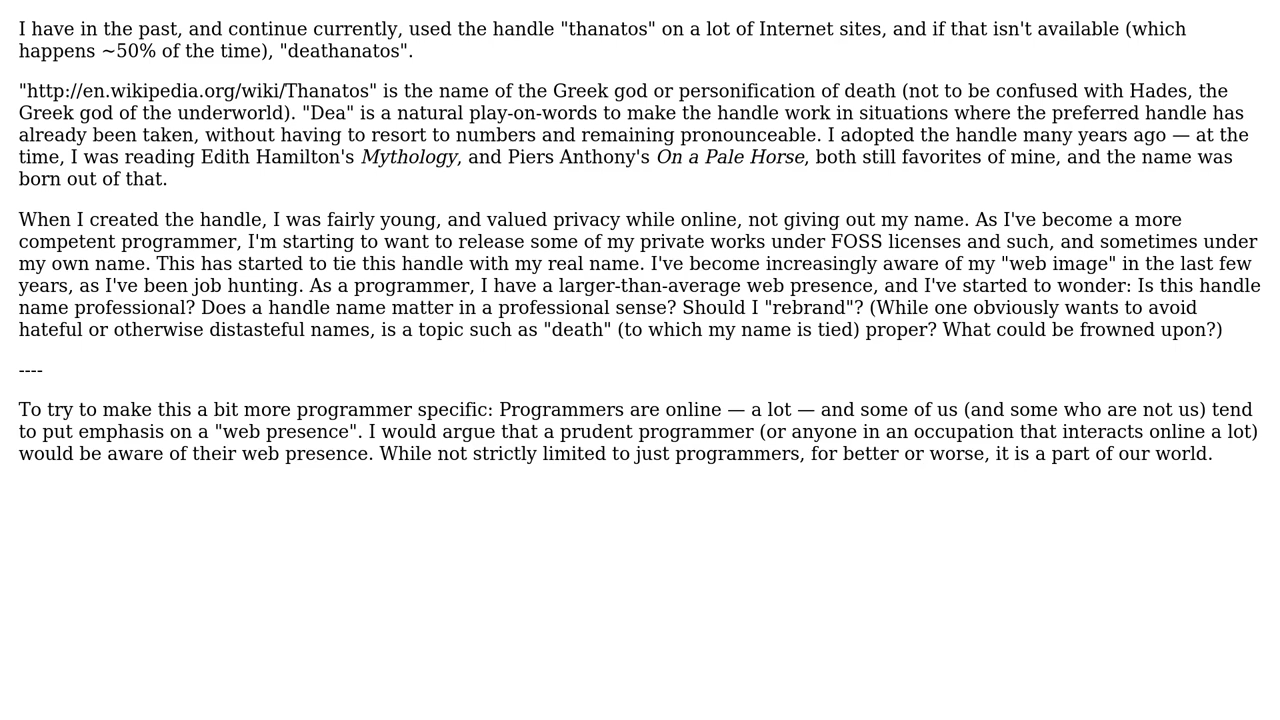 I have in the past, and continue currently, used the handle "thanatos" on a lot of Internet sites, and if that isn't available (which
happens ~50% of the time), "deathanatos".
"http://en.wikipedia.org/wiki/Thanatos" is the name of the Greek god or personification of death (not to be confused with Hades, the
Greek god of the underworld). "Dea" is a natural play-on-words to make the handle work in situations where the preferred handle has
already been taken, without having to resort to numbers and remaining pronounceable. I adopted the handle many years ago — at the
time, I was reading Edith Hamilton's Mythology, and Piers Anthony's On a Pale Horse, both still favorites of mine, and the name was
born out of that.
When I created the handle, I was fairly young, and valued privacy while online, not giving out my name. As I've become a more
competent programmer, I'm starting to want to release some of my private works under FOSS licenses and such, and sometimes under
my own name. This has started to tie this handle with my real name. I've become increasingly aware of my "web image" in the last few
years, as I've been job hunting. As a programmer, I have a larger-than-average web presence, and I've started to wonder: Is this handle
name professional? Does a handle name matter in a professional sense? Should I "rebrand"? (While one obviously wants to avoid
hateful or otherwise distasteful names, is a topic such as "death" (to which my name is tied) proper? What could be frowned upon?)
----
To try to make this a bit more programmer specific: Programmers are online — a lot — and some of us (and some who are not us) tend
to put emphasis on a "web presence". I would argue that a prudent programmer (or anyone in an occupation that interacts online a lot)
would be aware of their web presence. While not strictly limited to just programmers, for better or worse, it is a part of our world.